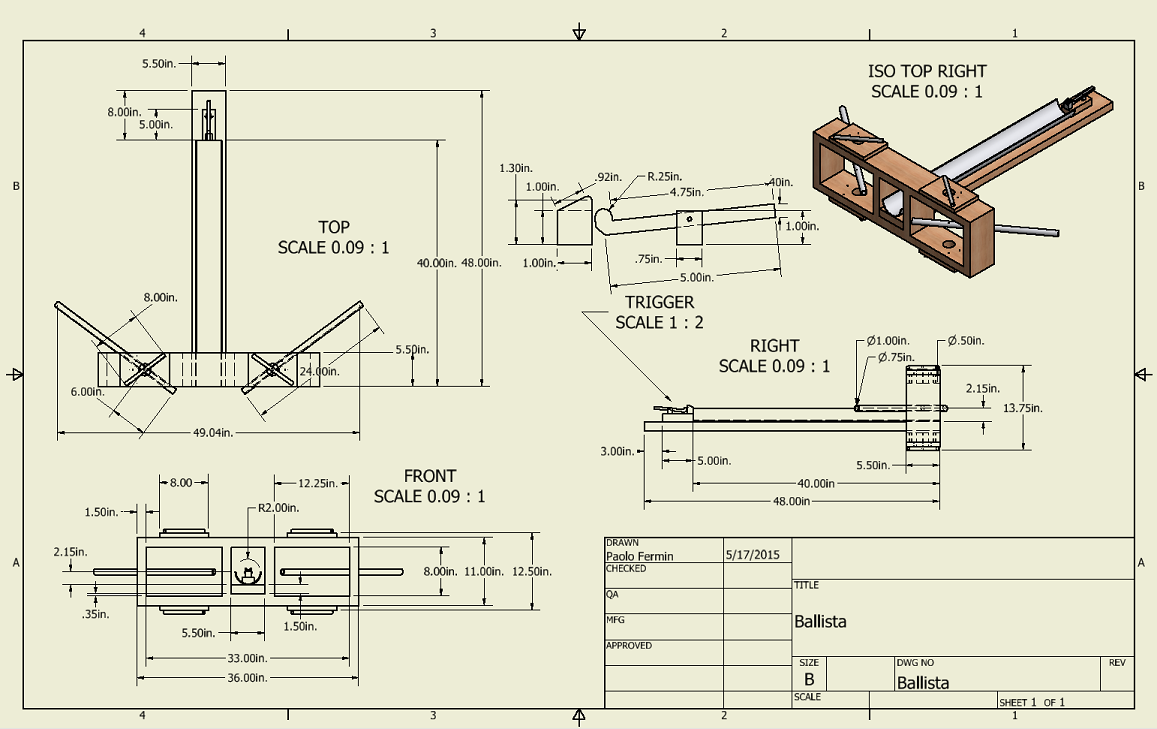 4
3
2
1
B
B
A
A
5.50in.
8.00in.
5.00in.
TOP
SCALE 0.09 : 1
40.00in.
48.00in.
8.00in.
5.50in.
24.00in.
6.00in.
49.04in.
1.30in.
1.00in.
.92in.
R.25in.
4.75in.
.40in.
1.00in.
1.00in.
.75in.
5.00in.
TRIGGER
SCALE 1 : 2
ISO TOP RIGHT
SCALE 0.09 : 1
RIGHT
SCALE 0.09 : 1
Ø1.00in.
Ø.75in.
Ø.50in.
2.15in.
13.75in.
3.00in.
5.00in.
5.50in.
40.00in
48.00in
FRONT
SCALE 0.09 : 1
8.00
12.25in.
1.50in.
R2.00in.
2.15in.
8.00in.
11.00in.
12.50in.
.35in.
5.50in.
1.50in.
33.00in.
36.00in.
DRAWN
Paolo Fermin
5/17/2015
CHECKED
QA
MFG
APPROVED
TITLE
Ballista
SIZE
B
DWG NO
Ballista
REV
SCALE
SHEET 1 OF 1
4
3
2
1